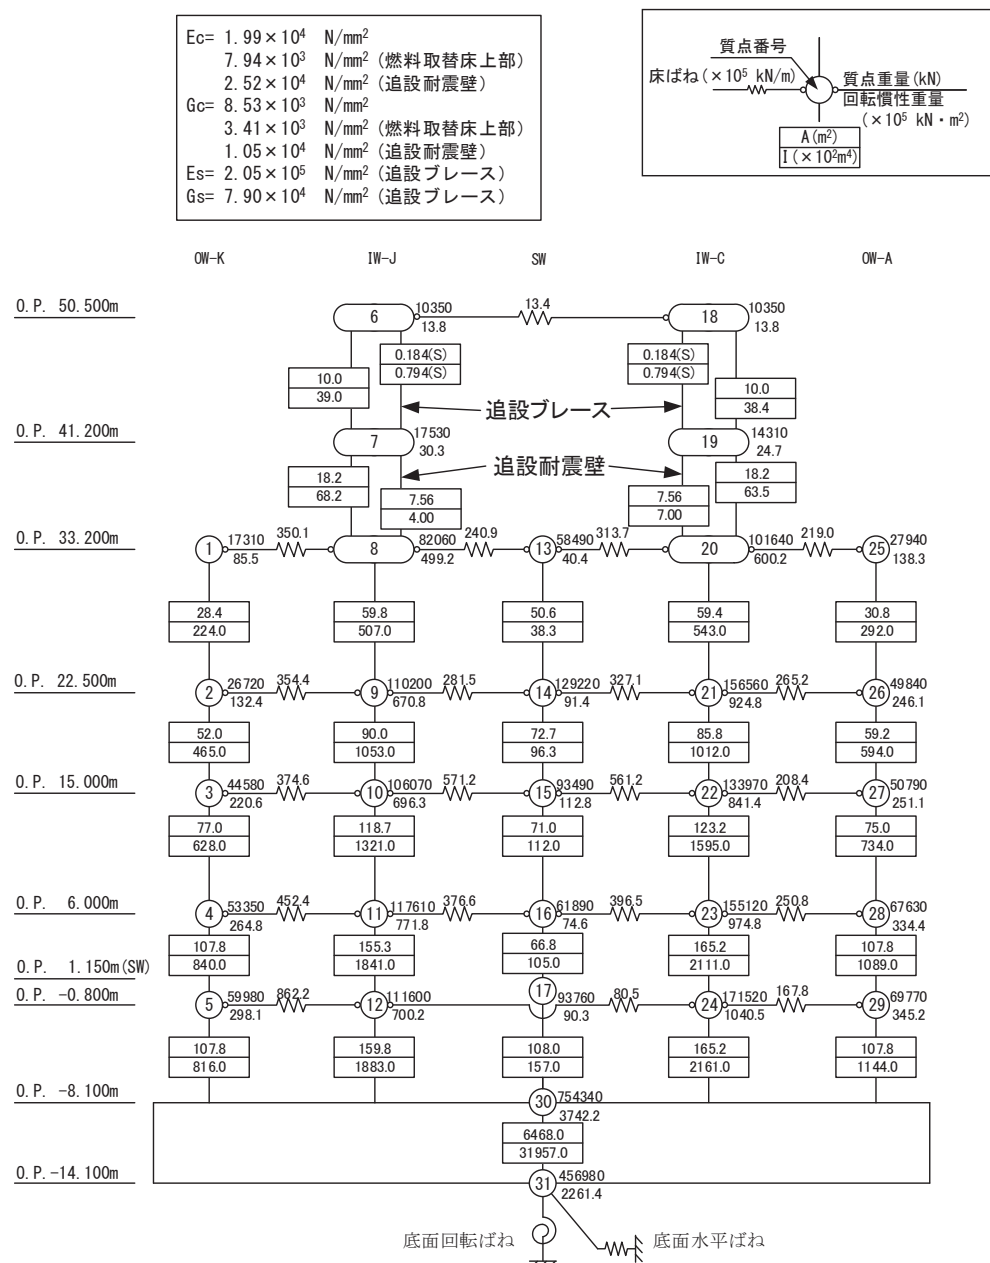 Ec= 1.99×10⁴ N/mm²
7.94×10³ N/mm² (燃料取替床上部)
2.52×10⁴ N/mm² (追設耐震壁)
Gc= 8.53×10³ N/mm²
3.41×10³ N/mm² (燃料取替床上部)
1.05×10⁴ N/mm² (追設耐震壁)
Es= 2.05×10⁵ N/mm² (追設ブレース)
Gs= 7.90×10⁴ N/mm² (追設ブレース)
質点番号
床ばね(×10⁵ kN/m)
質点重量(kN)
回転慣性重量
(×10⁵ kN・m²)
A(m²)
I(×10²m⁴)
OW-K IW-J SW IW-C OW-A
O.P. 50.500m
6 10350 13.4 18 10350
13.8 13.8
0.184(S) 0.184(S)
0.794(S) 0.794(S)
10.0 10.0
39.0 38.4
追設ブレース
O.P. 41.200m
7 17530 19 14310
30.3 24.7
追設耐震壁
18.2 18.2
68.2 63.5
7.56 7.56
4.00 7.00
O.P. 33.200m
1 17310 350.1 8 82060 240.9 13 58490 313.7 20 101640 219.0 25 27940
85.5 499.2 40.4 600.2 138.3
28.4 59.8 50.6 59.4 30.8
224.0 507.0 38.3 543.0 292.0
O.P. 22.500m
2 26720 354.4 9 110200 281.5 14 129220 327.1 21 156560 265.2 26 49840
132.4 670.8 91.4 924.8 246.1
52.0 90.0 72.7 85.8 59.2
465.0 1053.0 96.3 1012.0 594.0
O.P. 15.000m
3 44580 374.6 10 106070 571.2 15 93490 561.2 22 133970 208.4 27 50790
220.6 696.3 112.8 841.4 251.1
77.0 118.7 71.0 123.2 75.0
628.0 1321.0 112.0 1595.0 734.0
O.P. 6.000m
4 53350 452.4 11 117610 376.6 16 61890 396.5 23 155120 250.8 28 67630
264.8 771.8 74.6 974.8 334.4
107.8 155.3 66.8 165.2 107.8
840.0 1841.0 105.0 2111.0 1089.0
O.P. 1.150m(SW)
O.P. -0.800m
5 59980 862.2 12 111600 17 93760 80.5 24 171520 167.8 29 69770
298.1 700.2 90.3 1040.5 345.2
107.8 159.8 108.0 165.2 107.8
816.0 1883.0 157.0 2161.0 1144.0
O.P. -8.100m
30 754340
3742.2
6468.0
31957.0
O.P.-14.100m
31 456980
2261.4
底面回転ばね 底面水平ばね